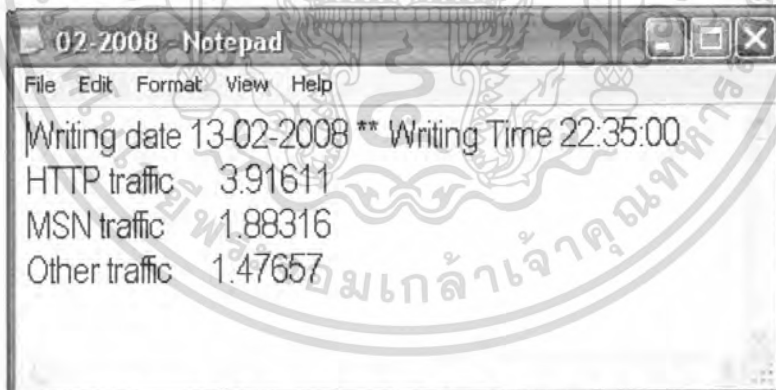 02-2008 - Notepad
File Edit Format View Help
Writing date 13-02-2008 ** Writing Time 22:35:00
HTTP traffic 3.91611
MSN traffic 1.88316
Other traffic 1.47657